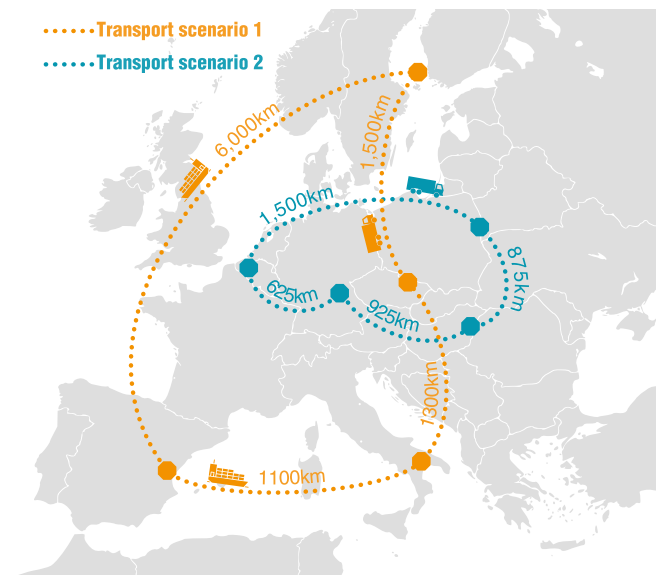 Transport scenario 1
Transport scenario 2
6,000km
1,500km
1,500km
875km
625km
925km
1300km
1100km